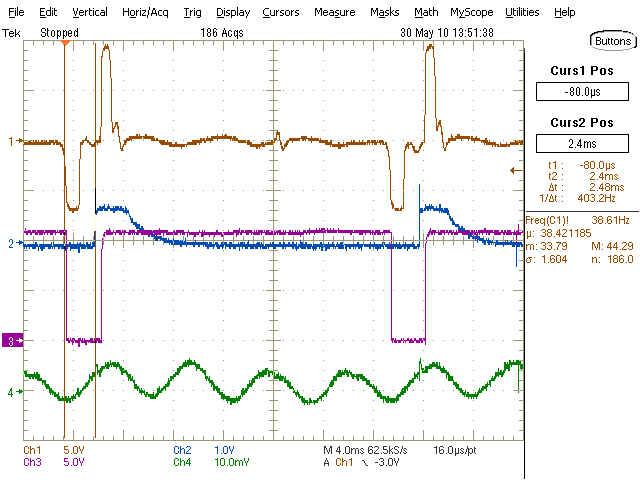 File Edit Vertical Horiz/Acq Trig Display Cursors Measure Masks Math MyScope Utilities Help
Tek Stopped 186 Acqs 30 May 10 13:51:38
Buttons
Curs1 Pos
-80.0µs
Curs2 Pos
2.4ms
t1 : -80.0µs
t2 : 2.4ms
Δt : 2.48ms
1/Δt : 403.2Hz
Freq(C1)! 38.61Hz
µ: 38.421185
m: 33.79 M: 44.29
σ: 1.604 n: 186.0
1
2
3
4
Ch1 5.0V Ch2 1.0V M 4.0ms 62.5kS/s 16.0µs/pt
Ch3 5.0V Ch4 10.0mV A Ch1 ∖ -3.0V